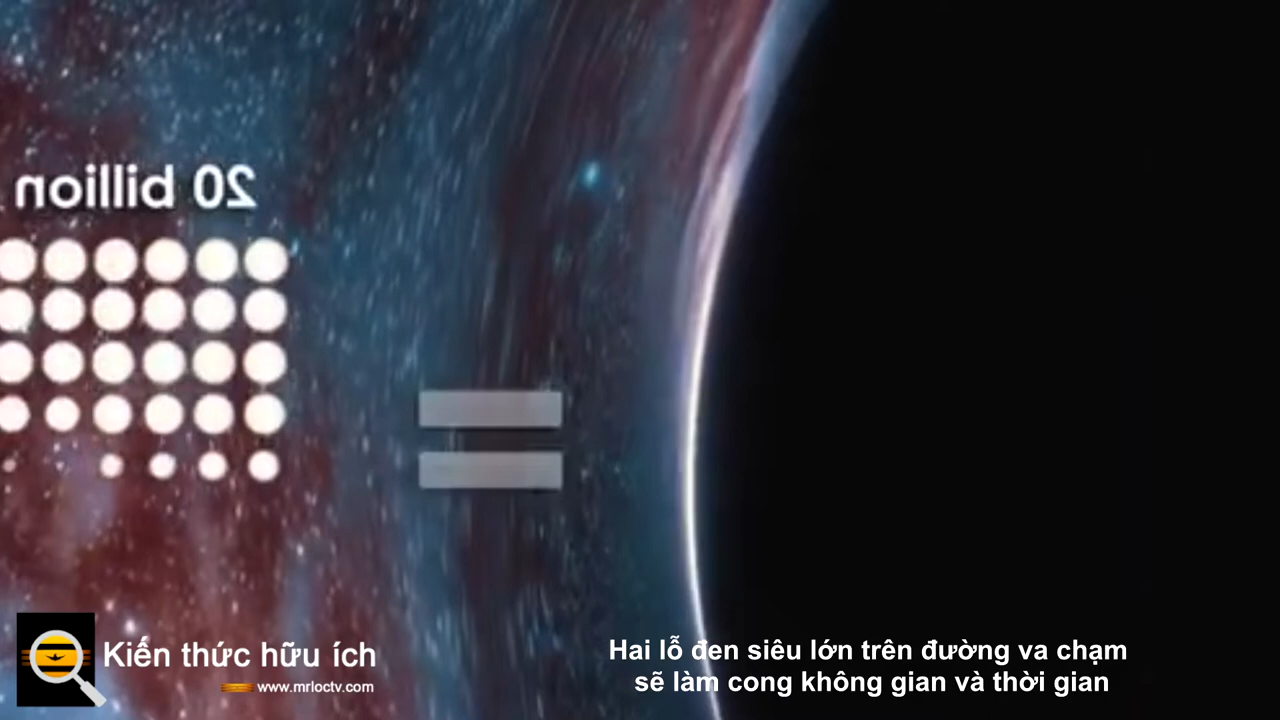 20 billion
Kiến thức hữu ích
www.mrloctv.com
Hai lỗ đen siêu lớn trên đường va chạm
sẽ làm cong không gian và thời gian